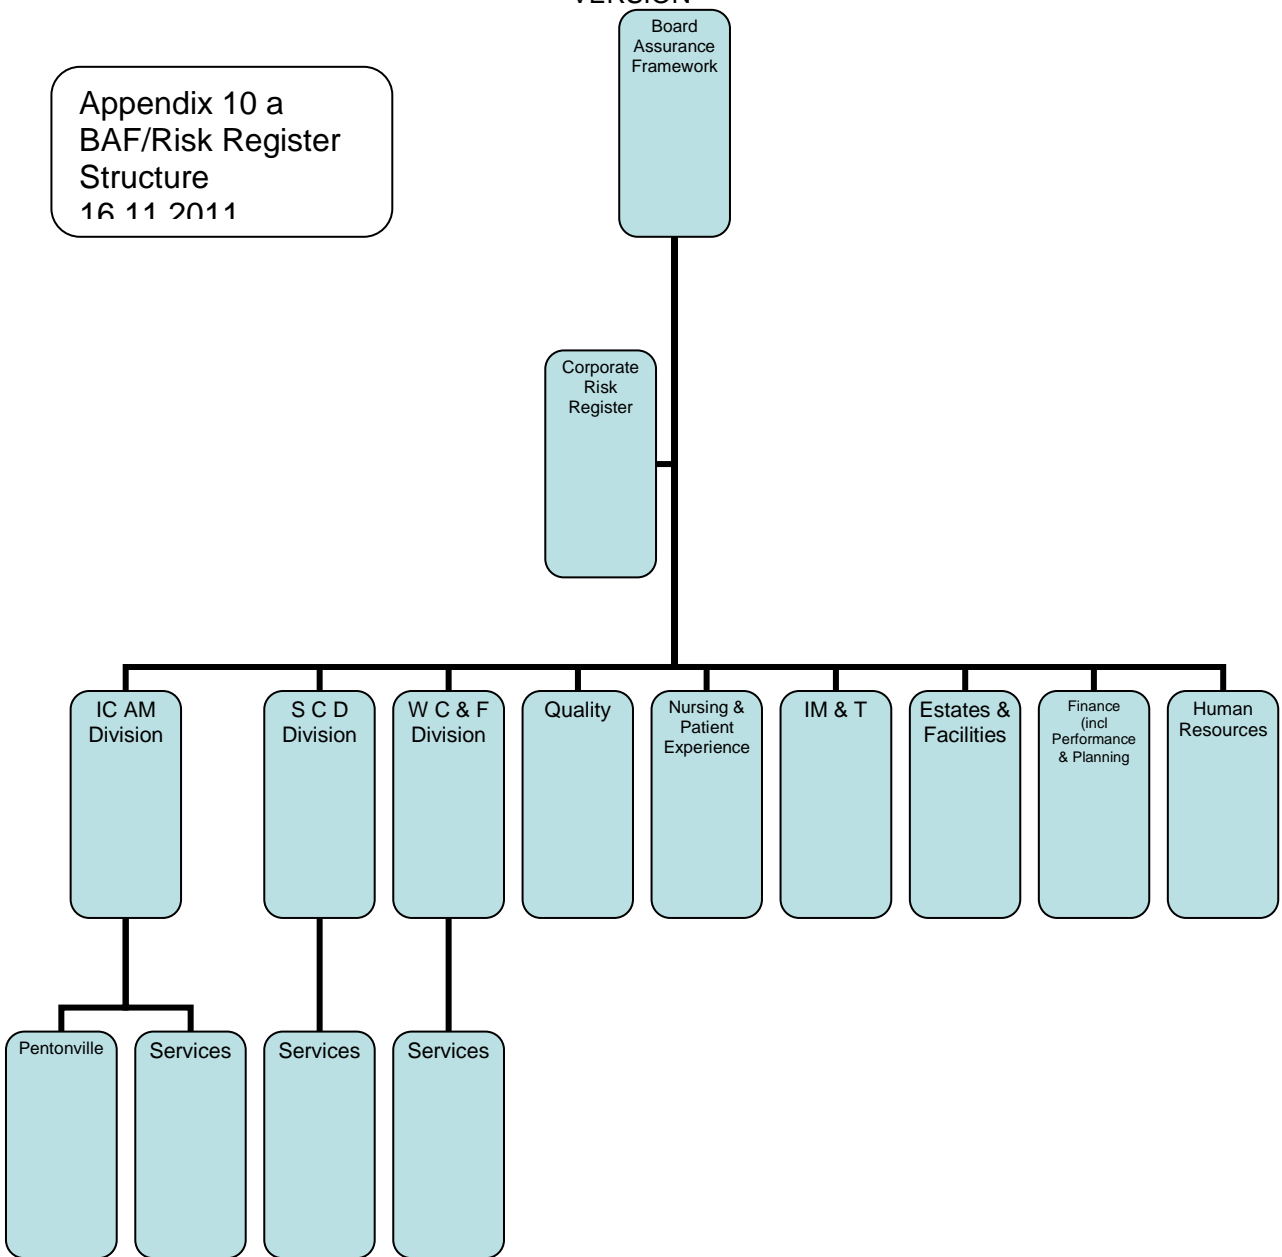 VERSION
Board
Assurance
Framework
Appendix 10 a
BAF/Risk Register
Structure
16.11.2011
Corporate
Risk
Register
IC AM
Division
S C D
Division
W C & F
Division
Quality
Nursing &
Patient
Experience
IM & T
Estates &
Facilities
Finance
(incl
Performance
& Planning
Human
Resources
Pentonville
Services
Services
Services